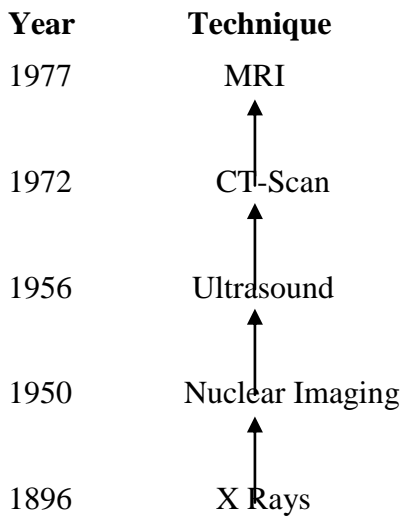 Year Technique
1977 MRI
1972 CT-Scan
1956 Ultrasound
1950 Nuclear Imaging
1896 X Rays